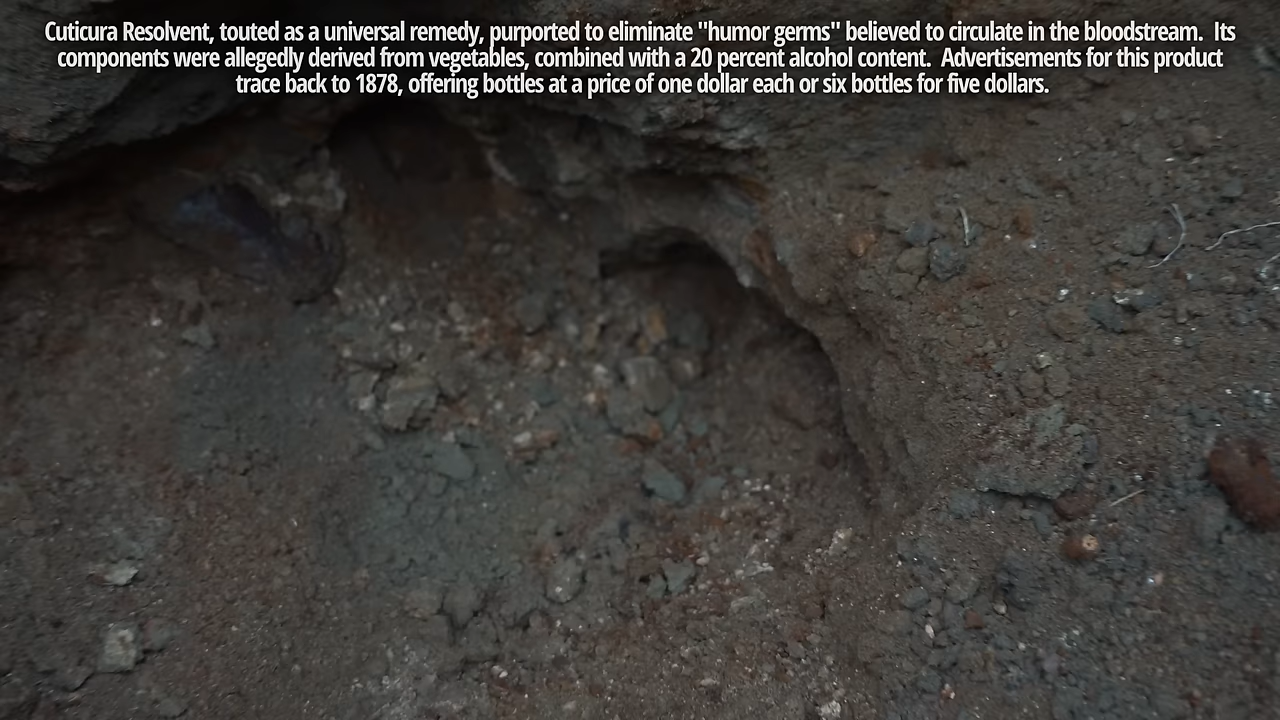 Cuticura Resolvent, touted as a universal remedy, purported to eliminate "humor germs" believed to circulate in the bloodstream.  Its
components were allegedly derived from vegetables, combined with a 20 percent alcohol content.  Advertisements for this product
trace back to 1878, offering bottles at a price of one dollar each or six bottles for five dollars.